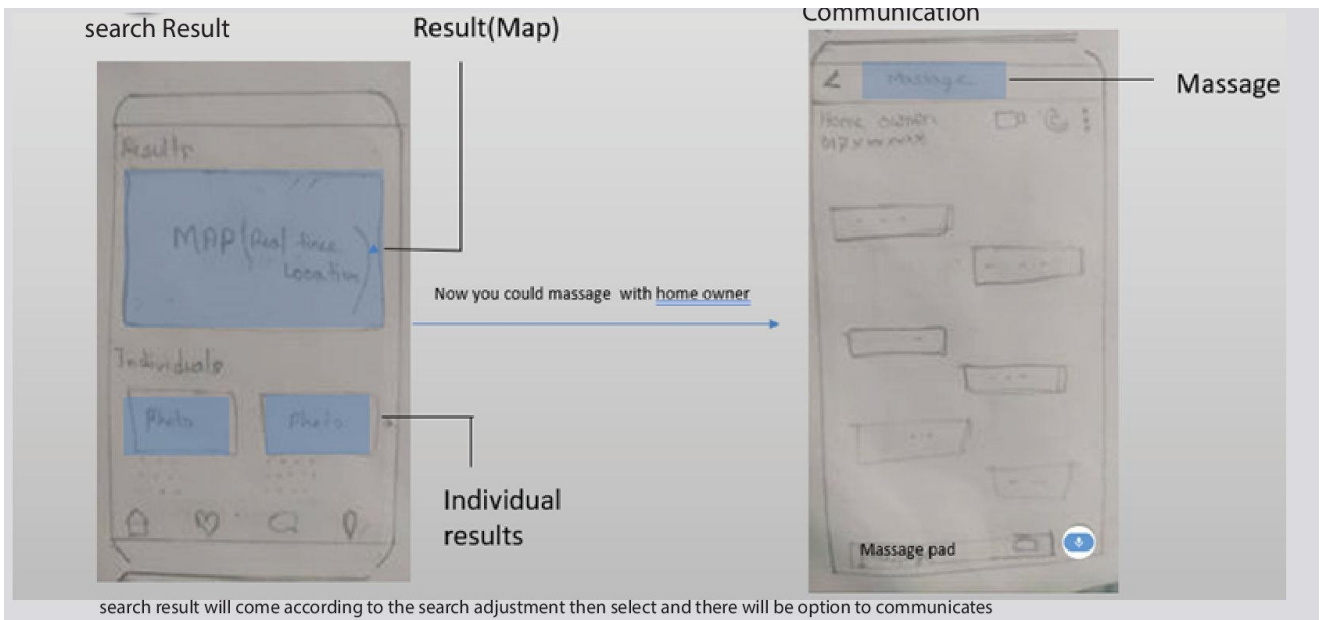 search Result
Result(Map)
Communication
Results
MAP (Real time
Location)
Individuals
Photo
Photo
Individual
results
Now you could massage with home owner
Massage
Massage
Home owner
Massage pad
search result will come according to the search adjustment then select and there will be option to communicates